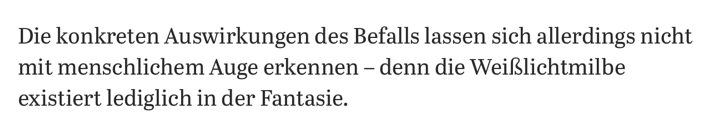 Die konkreten Auswirkungen des Befalls lassen sich allerdings nicht
mit menschlichem Auge erkennen – denn die Weißlichtmilbe
existiert lediglich in der Fantasie.